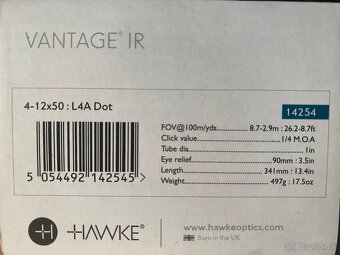 VANTAGE® IR
4-12x50 : L4A Dot
14254
FOV@100m/yds. 8.7-2.9m : 26.2-8.7ft
Click value 1/4 M.O.A
Tube dia 1in
Eye relief 90mm : 3.5in
Length 341mm : 13.4in
Weight 497g : 17.5oz
5 054492 142545 >
HAWKE®
www.hawkeoptics.com
Born in the UK
bazos.sk